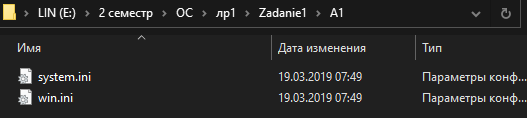 LIN (E:) > 2 семестр > ОС > лр1 > Zadanie1 > A1
Имя Дата изменения Тип
system.ini 19.03.2019 07:49 Параметры конф...
win.ini 19.03.2019 07:49 Параметры конф...